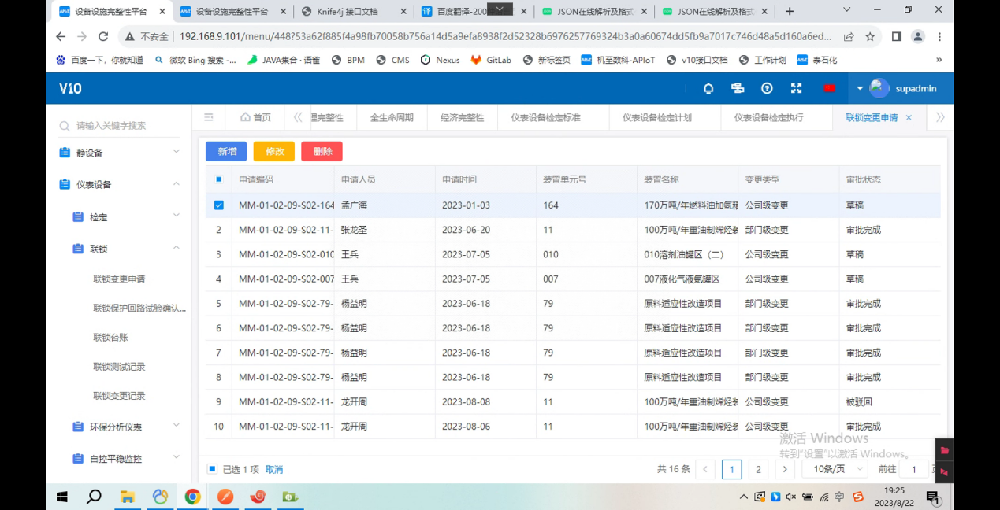 设备设施完整性平台
设备设施完整性平台
Knife4j 接口文档
百度翻译-200
JSON在线解析及格式
JSON在线解析及格式
不安全
192.168.9.101/menu/448?53a62f885f4a98fb70058b756a14d5a9efa8938f2d52328b6976257769324b3a0a60674dd5fb9a7017c746d48a5d160a6ed...
百度一下，你就知道
微软 Bing 搜索 -...
JAVA集合 · 语雀
BPM
CMS
Nexus
GitLab
新标签页
机至数科-APIoT
v10接口文档
工作计划
泰石化
V10
supadmin
请输入关键字搜索
首页
理完整性
全生命周期
经济完整性
仪表设备检定标准
仪表设备检定计划
仪表设备检定执行
联锁变更申请
静设备
仪表设备
检定
联锁
联锁变更申请
联锁保护回路试验确认...
联锁台账
联锁测试记录
联锁变更记录
环保分析仪表
自控平稳监控
新增 修改 删除
申请编码 申请人员 申请时间 装置单元号 装置名称 变更类型 审批状态
MM-01-02-09-S02-164 孟广海 2023-01-03 164 170万吨/年燃料油加氢精 公司级变更 草稿
2 MM-01-02-09-S02-11- 张龙圣 2023-06-20 11 100万吨/年重油制烯烃装 部门级变更 审批完成
3 MM-01-02-09-S02-010 王兵 2023-07-05 010 010溶剂油罐区（二） 公司级变更 草稿
4 MM-01-02-09-S02-007 王兵 2023-07-05 007 007液化气液氨罐区 公司级变更 草稿
5 MM-01-02-09-S02-79- 杨益明 2023-06-18 79 原料适应性改造项目 部门级变更 审批完成
6 MM-01-02-09-S02-79- 杨益明 2023-06-18 79 原料适应性改造项目 部门级变更 审批完成
7 MM-01-02-09-S02-79- 杨益明 2023-06-18 79 原料适应性改造项目 部门级变更 审批完成
8 MM-01-02-09-S02-79- 杨益明 2023-06-18 79 原料适应性改造项目 部门级变更 审批完成
9 MM-01-02-09-S02-11- 龙开周 2023-08-08 11 100万吨/年重油制烯烃装 公司级变更 被驳回
10 MM-01-02-09-S02-11- 龙开周 2023-08-06 11 100万吨/年重油制烯烃装 公司级变更 审批完成
激活 Windows
转到"设置"以激活 Windows。
已选 1 项 取消
共 16 条 1 2 10条/页 前往 1
19:25
2023/8/22
1